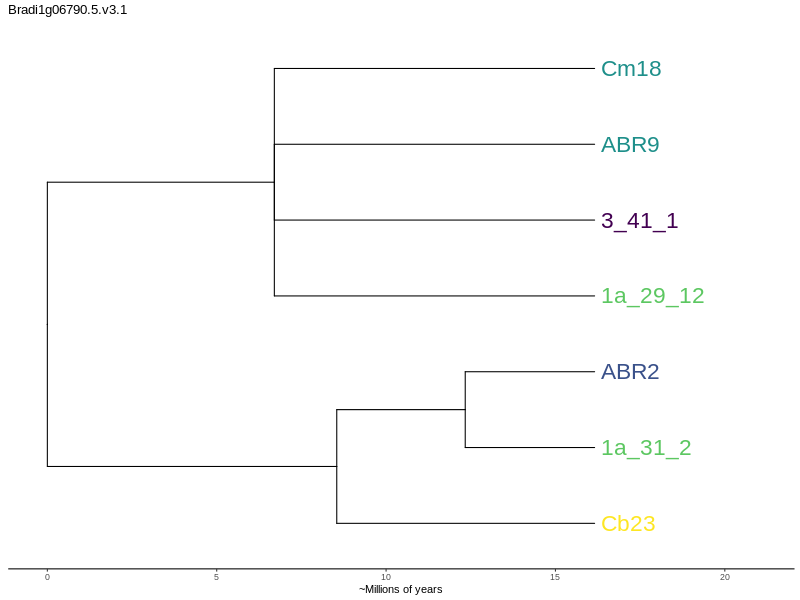 Bradi1g06790.5.v3.1
Cm18
ABR9
3_41_1
1a_29_12
ABR2
1a_31_2
Cb23
0 5 10 15 20
~Millions of years